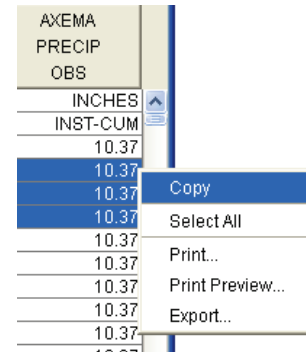 AXEMA
PRECIP
OBS
INCHES
INST-CUM
10.37
10.37
10.37
10.37
10.37
10.37
10.37
10.37
10.37
Copy
Select All
Print...
Print Preview...
Export...